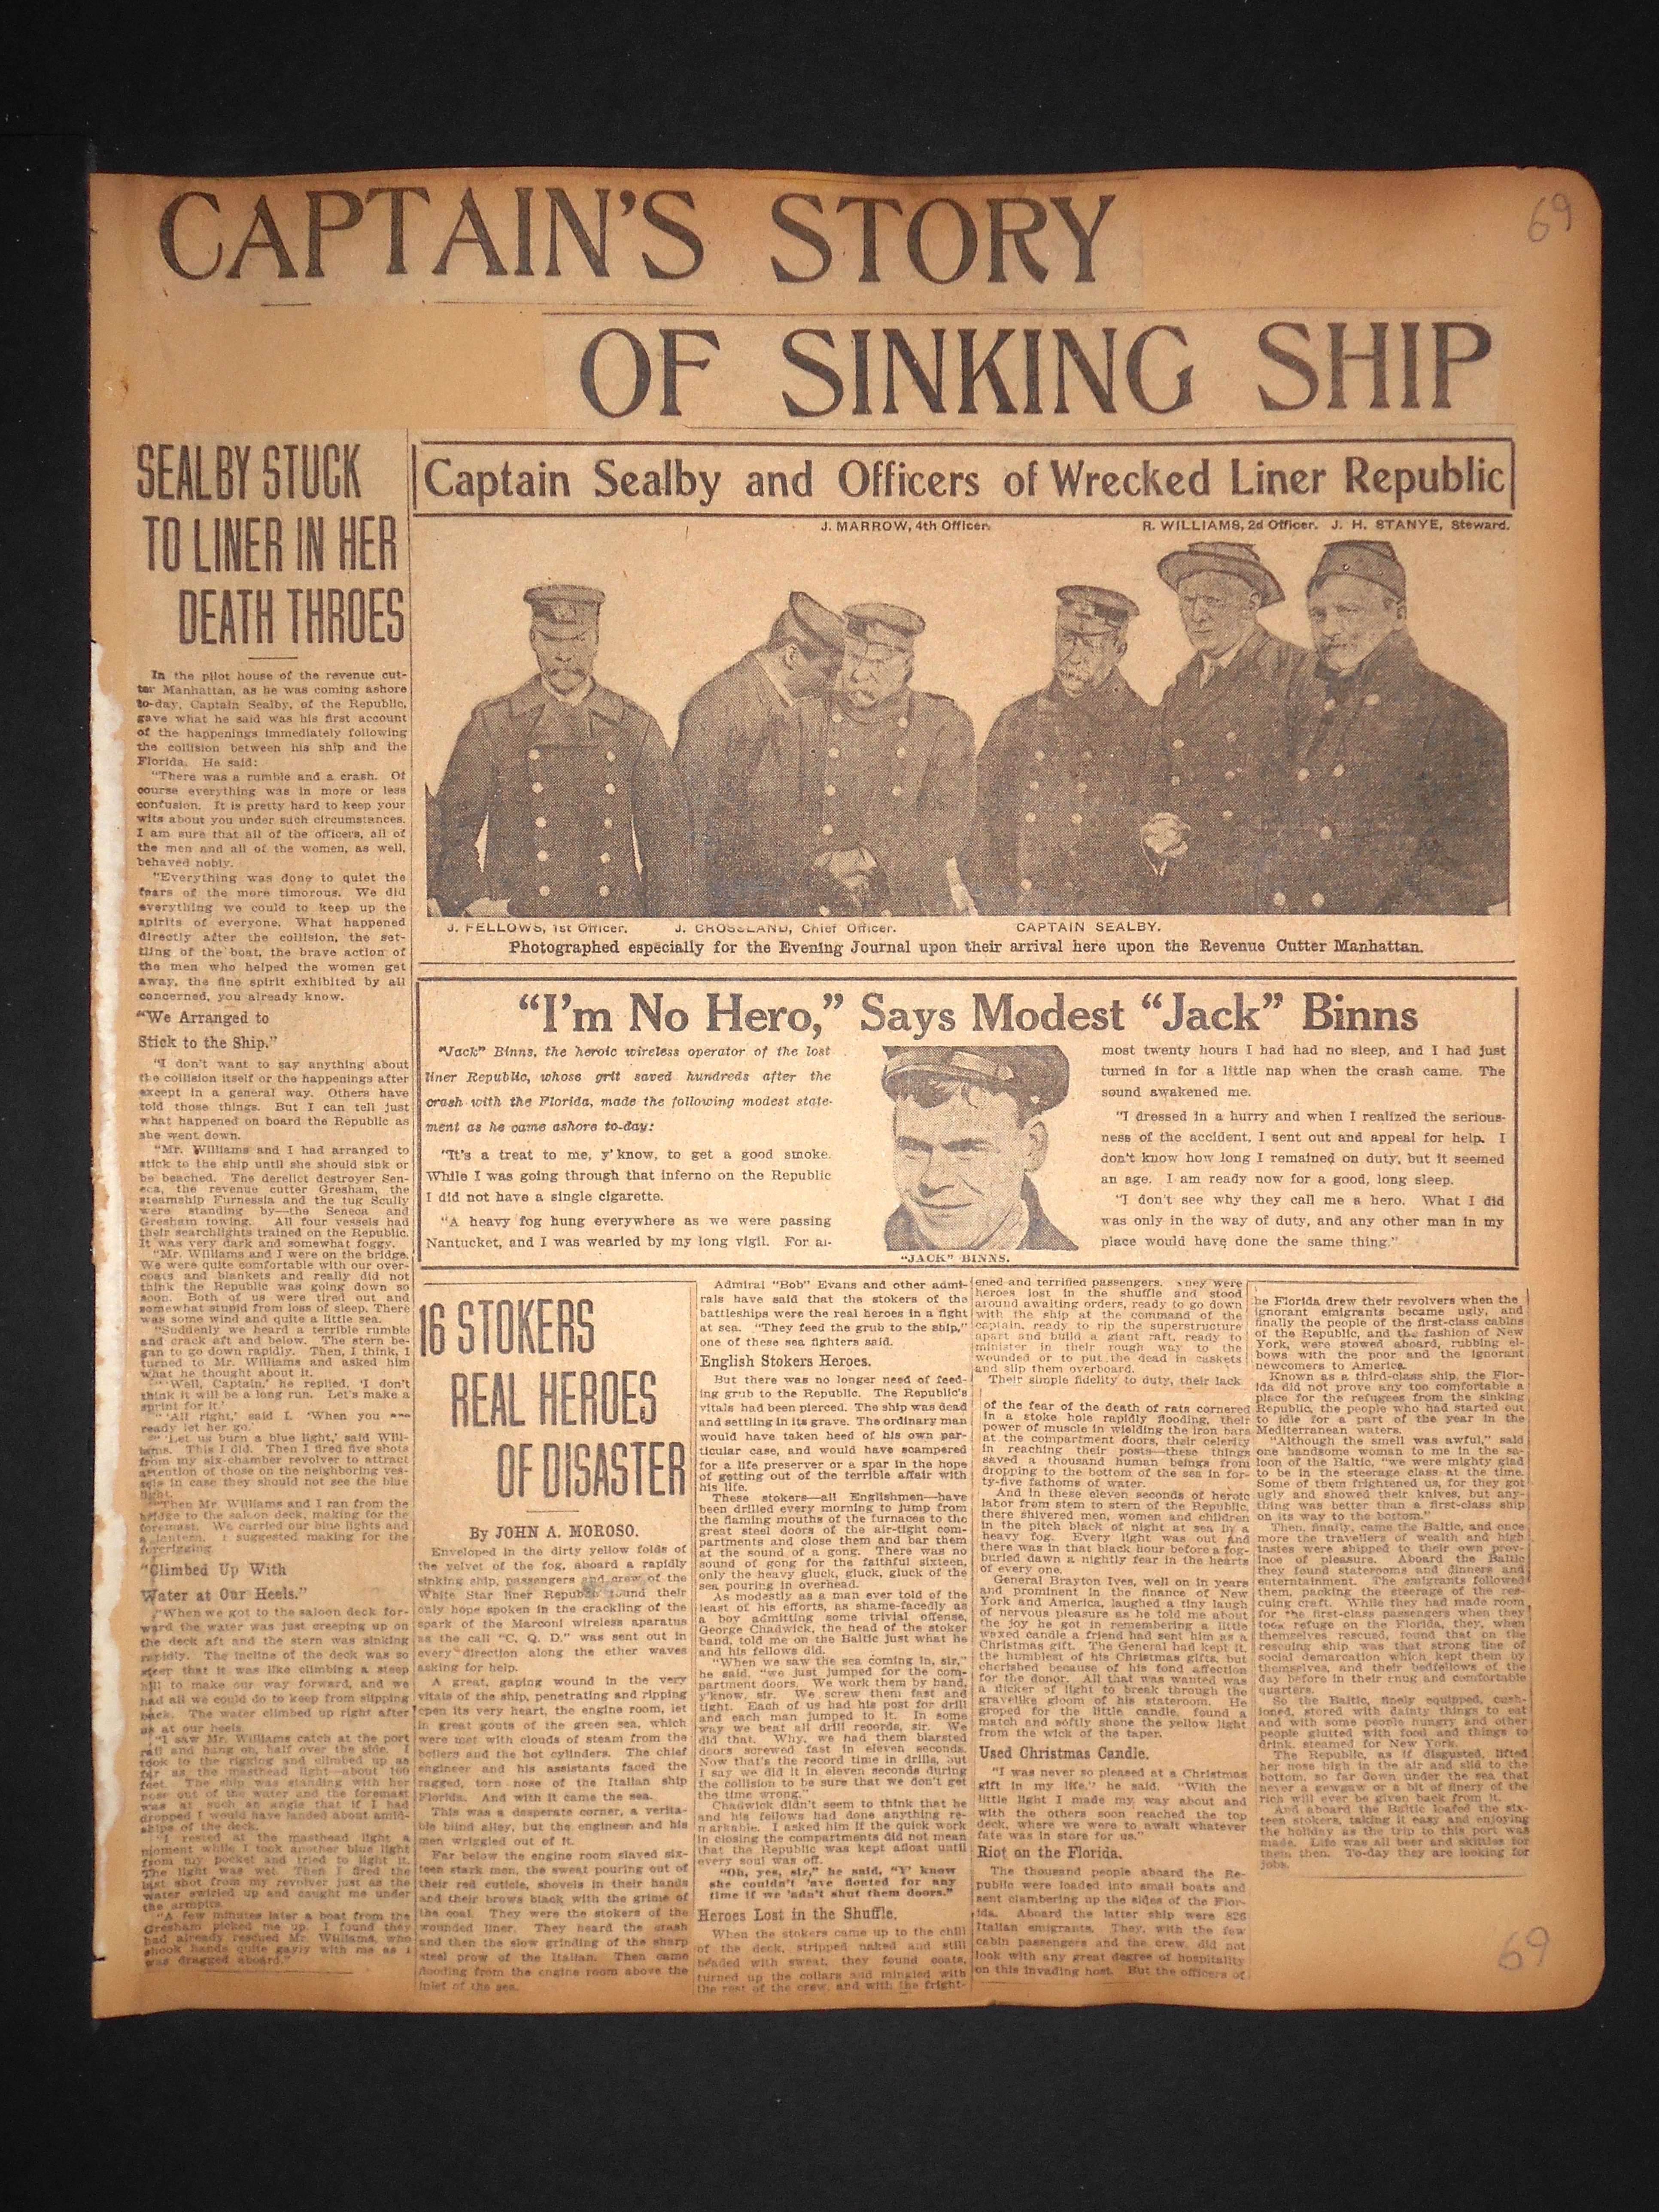 69
CAPTAIN'S STORY
OF SINKING SHIP
SEALBY STUCK
TO LINER IN HER
DEATH THROES
In the pilot house of the revenue cut-
ter Manhattan, as he was coming ashore
to-day, Captain Sealby, of the Republic,
gave what he said was his first account
of the happenings immediately following
the collision between his ship and the
Florida. He said:
"There was a rumble and a crash. Of
course everything was in more or less
confusion. It is pretty hard to keep your
wits about you under such circumstances.
I am sure that all of the officers, all of
the men and all of the women, as well,
behaved nobly.
"Everything was done to quiet the
fears of the more timorous. We did
everything we could to keep up the
spirits of everyone. What happened
directly after the collision, the set-
tling of the boat, the brave action of
the men who helped the women get
away, the fine spirit exhibited by all
concerned, you already know.
"We Arranged to
Stick to the Ship."
"I don't want to say anything about
the collision itself or the happenings after
except in a general way. Others have
told those things. But I can tell just
what happened on board the Republic as
she went down.
"Mr. Williams and I had arranged to
stick to the ship until she should sink or
be beached. The derelict destroyer Sen-
eca, the revenue cutter Gresham, the
steamship Furnessia and the tug Scully
were standing by—the Seneca and
Gresham towing. All four vessels had
their searchlights trained on the Republic.
It was very dark and somewhat foggy.
"Mr. Williams and I were on the bridge.
We were quite comfortable with our over-
coats and blankets and really did not
think the Republic was going down so
soon. Both of us were tired out and
somewhat stupid from loss of sleep. There
was some wind and quite a little sea.
"Suddenly we heard a terrible rumble
and crack aft and below. The stern be-
gan to go down rapidly. Then, I think, I
turned to Mr. Williams and asked him
what he thought about it.
"'Well, Captain,' he replied, 'I don't
think it will be a long run. Let's make a
sprint for it.'
"'All right,' said I. 'When you
ready let her go.'
"'Let us burn a blue light,' said Will-
iams. This I did. Then I fired five shots
from my six-chamber revolver to attract
attention of those on the neighboring ves-
sels in case they should not see the blue
light.
"Then Mr. Williams and I ran from the
bridge to the saloon deck, making for the
foremast. We carried our blue lights and
a lantern. I suggested making for the
forerigging.
"Climbed Up With
Water at Our Heels."
"When we got to the saloon deck for-
ward the water was just creeping up on
the deck aft and the stern was sinking
rapidly. The incline of the deck was so
steep that it was like climbing a steep
hill to make our way forward, and we
had all we could do to keep from slipping
back. The water climbed up right after
us at our heels.
"I saw Mr. Williams catch at the port
rail and hang on, half over the side. I
took to the rigging and climbed up as
far as the masthead light—about 100
feet. The ship was standing with her
nose out of the water and the foremast
was at such an angle that if I had
dropped I would have landed about amid-
ships of the deck.
"I rested at the masthead light a
moment while I took another blue light
from my pocket and tried to light it.
The light was wet. Then I fired the
last shot from my revolver just as the
water swirled up and caught me under
the armpits.
"A few minutes later a boat from the
Gresham picked me up. I found they
had already rescued Mr. Williams, who
shook hands quite gayly with me as I
was dragged aboard."
Captain Sealby and Officers of Wrecked Liner Republic
J. MARROW, 4th Officer. R. WILLIAMS, 2d Officer. J. H. STANYE, Steward.
J. FELLOWS, 1st Officer. J. CROSSLAND, Chief Officer. CAPTAIN SEALBY.
Photographed especially for the Evening Journal upon their arrival here upon the Revenue Cutter Manhattan.
"I'm No Hero," Says Modest "Jack" Binns
"Jack" Binns, the heroic wireless operator of the lost
liner Republic, whose grit saved hundreds after the
crash with the Florida, made the following modest state-
ment as he came ashore to-day:
"It's a treat to me, y'know, to get a good smoke.
While I was going through that inferno on the Republic
I did not have a single cigarette.
"A heavy fog hung everywhere as we were passing
Nantucket, and I was wearied by my long vigil. For al-
"JACK" BINNS.
most twenty hours I had had no sleep, and I had just
turned in for a little nap when the crash came. The
sound awakened me.
"I dressed in a hurry and when I realized the serious-
ness of the accident, I sent out and appeal for help. I
don't know how long I remained on duty, but it seemed
an age. I am ready now for a good, long sleep.
"I don't see why they call me a hero. What I did
was only in the way of duty, and any other man in my
place would have done the same thing."
16 STOKERS
REAL HEROES
OF DISASTER
By JOHN A. MOROSO.
Enveloped in the dirty yellow folds of
the velvet of the fog, aboard a rapidly
sinking ship, passengers and crew of the
White Star liner Republic found their
only hope spoken in the crackling of the
spark of the Marconi wireless aparatus
as the call "C. Q. D." was sent out in
every direction along the ether waves
asking for help.
A great, gaping wound in the very
vitals of the ship, penetrating and ripping
open its very heart, the engine room, let
in great gouts of the green sea, which
were met with clouds of steam from the
boilers and the hot cylinders. The chief
engineer and his assistants faced the
ragged, torn nose of the Italian ship
Florida. And with it came the sea.
This was a desperate corner, a verita-
ble blind alley, but the engineer and his
men wriggled out of it.
Far below the engine room slaved six-
teen stark men, the sweat pouring out of
their red cuticle, shovels in their hands
and their brows black with the grime of
the coal. They were the stokers of the
wounded liner. They heard the crash
and then the slow grinding of the sharp
steel prow of the Italian. Then came
flooding from the engine room above the
inlet of the sea.
Admiral "Bob" Evans and other admi-
rals have said that the stokers of the
battleships were the real heroes in a fight
at sea. "They feed the grub to the ship,"
one of these sea fighters said.
English Stokers Heroes.
But there was no longer need of feed-
ing grub to the Republic. The Republic's
vitals had been pierced. The ship was dead
and settling in its grave. The ordinary man
would have taken heed of his own par-
ticular case, and would have scampered
for a life preserver or a spar in the hope
of getting out of the terrible affair with
his life.
These stokers—all Englishmen—have
been drilled every morning to jump from
the flaming mouths of the furnaces to the
great steel doors of the air-tight com-
partments and close them and bar them
at the sound of a gong. There was no
sound of gong for the faithful sixteen,
only the heavy gluck, gluck, gluck of the
sea pouring in overhead.
As modestly as a man ever told of the
least of his efforts, as shame-facedly as
a boy admitting some trivial offense,
George Chadwick, the head of the stoker
band, told me on the Baltic just what he
and his fellows did.
"When we saw the sea coming in, sir,"
he said, "we just jumped for the com-
partment doors. We work them by hand,
y'know, sir. We screw them fast and
tight. Each of us had his post for drill
and each man jumped to it. In some
way we beat all drill records, sir. We
did that. Why, we had them blarsted
doors screwed fast in eleven seconds.
Now that's the record time in drills, but
I say we did it in eleven seconds during
the collision to be sure that we don't get
the time wrong."
Chadwick didn't seem to think that he
and his fellows had done anything re-
markable. I asked him if the quick work
in closing the compartments did not mean
that the Republic was kept afloat until
every soul was off.
"Oh, yes, sir," he said, "Y' know
she couldn't 'ave floated for any
time if we 'adn't shut them doors."
Heroes Lost in the Shuffle.
When the stokers came up to the chill
of the deck, stripped naked and still
beaded with sweat, they found coats,
turned up the collars and mingled with
the rest of the crew, and with the fright-
ened and terrified passengers. They were
heroes lost in the shuffle and stood
around awaiting orders, ready to go down
with the ship at the command of the
captain, ready to rip the superstructure
apart and build a giant raft, ready to
minister in their rough way to the
wounded or to put the dead in caskets
and slip them overboard.
Their simple fidelity to duty, their lack
of the fear of the death of rats cornered
in a stoke hole rapidly flooding, their
power of muscle in wielding the iron bars
at the compartment doors, their celerity
in reaching their posts—these things
saved a thousand human beings from
dropping to the bottom of the sea in for-
ty-five fathoms of water.
And in these eleven seconds of heroic
labor from stem to stern of the Republic,
there shivered men, women and children
in the pitch black of night at sea in a
heavy fog. Every light was out and
there was in that black hour before a fog-
buried dawn a nightly fear in the hearts
of every one.
General Brayton Ives, well on in years
and prominent in the finance of New
York and America, laughed a tiny laugh
of nervous pleasure as he told me about
the joy he got in remembering a little
waxed candle a friend had sent him as a
Christmas gift. The General had kept it,
the humblest of his Christmas gifts, but
cherished because of his fond affection
for the donor. All that was wanted was
a flicker of light to break through the
gravelike gloom of his stateroom. He
groped for the little candle, found a
match and softly shone the yellow light
from the wick of the taper.
Used Christmas Candle.
"I was never so pleased at a Christmas
gift in my life," he said. "With the
little light I made my way about and
with the others soon reached the top
deck, where we were to await whatever
fate was in store for us."
Riot on the Florida.
The thousand people aboard the Re-
public were loaded into small boats and
sent clambering up the sides of the Flor-
ida. Aboard the latter ship were 826
Italian emigrants. They, with the few
cabin passengers and the crew, did not
look with any great degree of hospitality
on this invading host. But the officers of
he Florida drew their revolvers when the
ignorant emigrants became ugly, and
finally the people of the first-class cabins
of the Republic, and the fashion of New
York, were stowed aboard, rubbing el-
bows with the poor and the ignorant
newcomers to America.
Known as a third-class ship, the Flor-
ida did not prove any too comfortable a
place for the refugees from the sinking
Republic, the people who had started out
to idle for a part of the year in the
Mediterranean waters.
"Although the smell was awful," said
one handsome woman to me in the sa-
loon of the Baltic, "we were mighty glad
to be in the steerage class at the time.
Some of them frightened us, for they got
ugly and showed their knives, but any-
thing was better than a first-class ship
on its way to the bottom."
Then, finally, came the Baltic, and once
more the travellers of wealth and high
tastes were shipped to their own prov-
ince of pleasure. Aboard the Baltic
they found staterooms and dinners and
entertainment. The emigrants followed
them, packing the steerage of the res-
cuing craft. While they had made room
for the first-class passengers when they
took refuge on the Florida, they, when
themselves rescued, found that on the
rescuing ship was that strong line of
social demarcation which kept them by
themselves, and their bedfellows of the
day before in their snug and comfortable
quarters.
So the Baltic, finely equipped, cush-
ioned, stored with dainty things to eat
and with some people hungry and other
people glutted with food and things to
drink, steamed for New York.
The Republic, as if disgusted, lifted
her nose high in the air and slid to the
bottom, so far down under the sea that
never a gewgaw or a bit of finery of the
rich will ever be given back from it.
And aboard the Baltic loafed the six-
teen stokers, taking it easy and enjoying
the holiday as the trip to this port was
made. Life was all beer and skittles for
them then. To-day they are looking for
jobs.
69